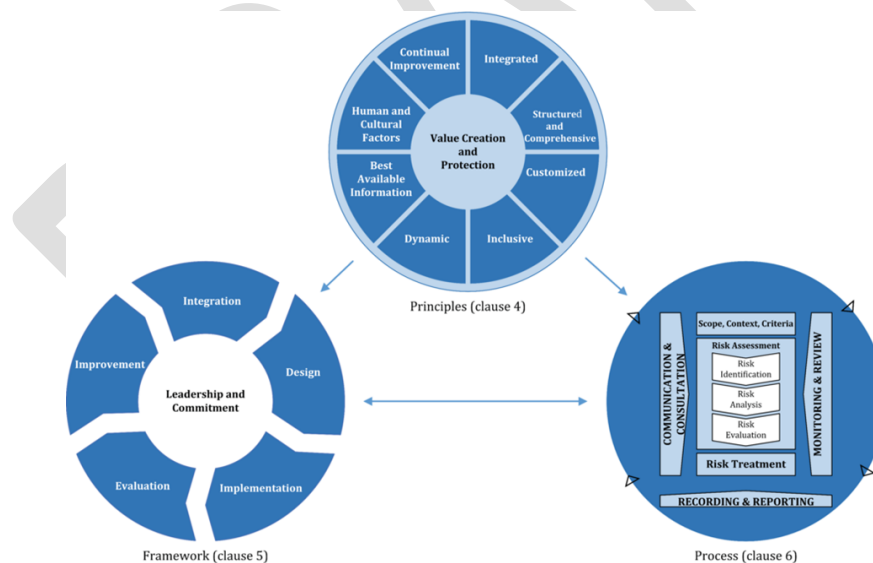 Continual
Improvement
Integrated
Human and
Cultural
Factors
Structured
and
Comprehensive
Value Creation
and
Protection
Best
Available
Information
Customized
Dynamic
Inclusive
Principles (clause 4)
Integration
Improvement
Design
Leadership and
Commitment
Evaluation
Implementation
Framework (clause 5)
Scope, Context, Criteria
Risk Assessment
Risk
Identification
Risk
Analysis
Risk
Evaluation
Risk Treatment
COMMUNICATION &
CONSULTATION
MONITORING & REVIEW
RECORDING & REPORTING
Process (clause 6)